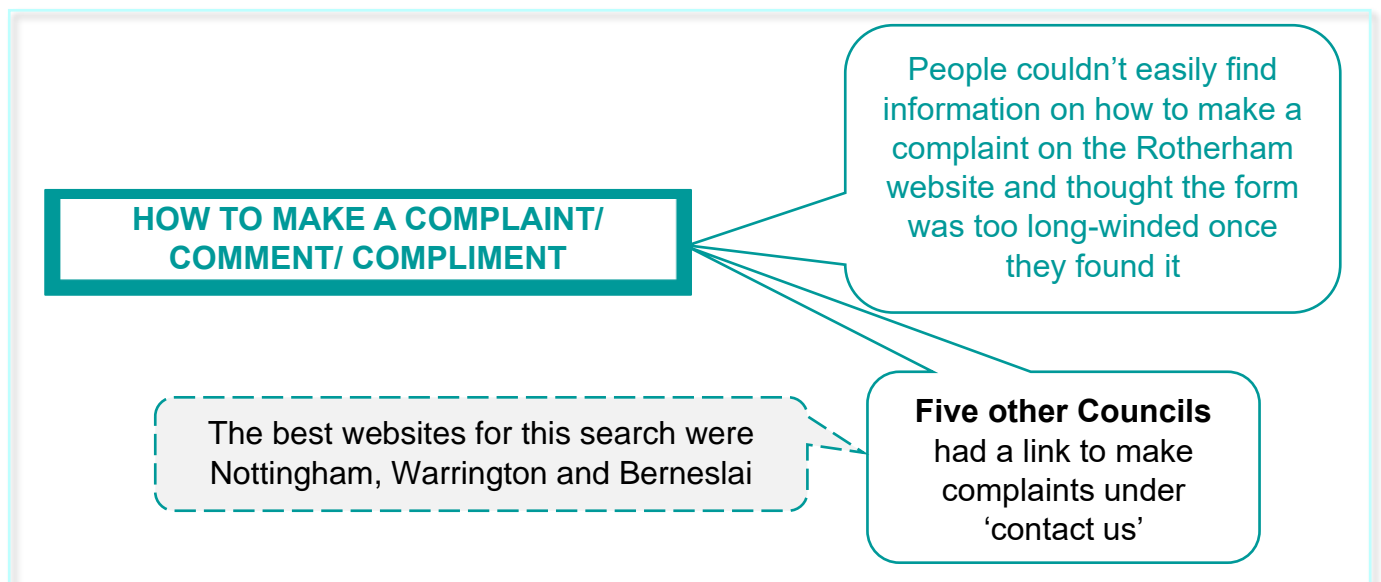 People couldn’t easily find
information on how to make a
complaint on the Rotherham
website and thought the form
was too long-winded once
they found it
HOW TO MAKE A COMPLAINT/
COMMENT/ COMPLIMENT
Five other Councils
had a link to make
complaints under
‘contact us’
The best websites for this search were
Nottingham, Warrington and Berneslai